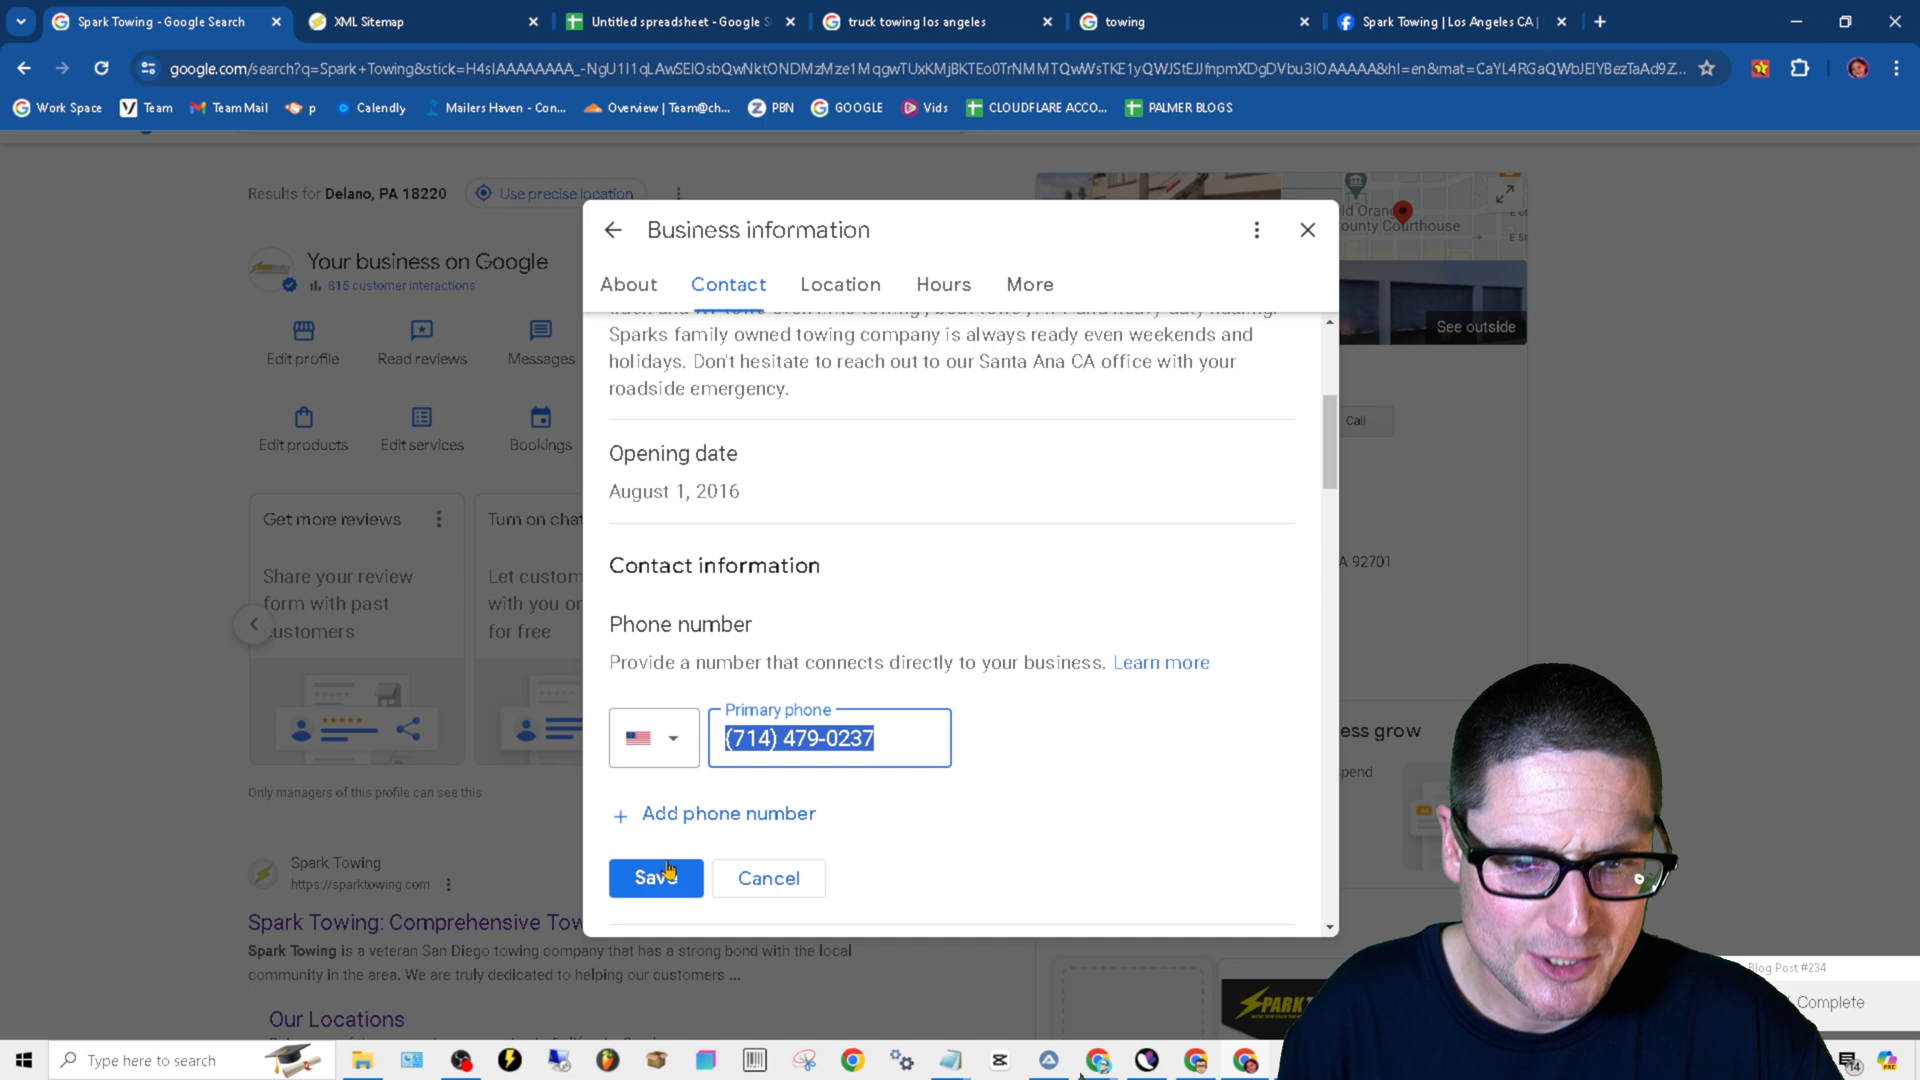 Spark Towing - Google Search
XML Sitemap
Untitled spreadsheet - Google S
truck towing los angeles
towing
Spark Towing | Los Angeles CA |
Work Space
Team
Team Mail
p
Calendly
Mailers Haven - Con...
Overview | Team@ch...
PBN
GOOGLE
Vids
CLOUDFLARE ACCO...
PALMER BLOGS
Results for Delano, PA 18220
Use precise location
Your business on Google
815 customer interactions
Edit profile
Read reviews
Messages
Edit products
Edit services
Bookings
Get more reviews
Share your review
form with past
customers
Turn on chat
Let custom
with you or
for free
Only managers of this profile can see this
Spark Towing
https://sparktowing.com
Spark Towing: Comprehensive Tow
Spark Towing is a veteran San Diego towing company that has a strong bond with the local
community in the area. We are truly dedicated to helping our customers ...
Our Locations
Business information
About
Contact
Location
Hours
More
Sparks family owned towing company is always ready even weekends and
holidays. Don't hesitate to reach out to our Santa Ana CA office with your
roadside emergency.
Opening date
August 1, 2016
Contact information
Phone number
Provide a number that connects directly to your business. Learn more
Primary phone
(714) 479-0237
+ Add phone number
Save
Cancel
ld Orang
ounty Courthouse
See outside
Call
A 92701
ess grow
pend
SPARK
Blog Post #234
Complete
Type here to search
14